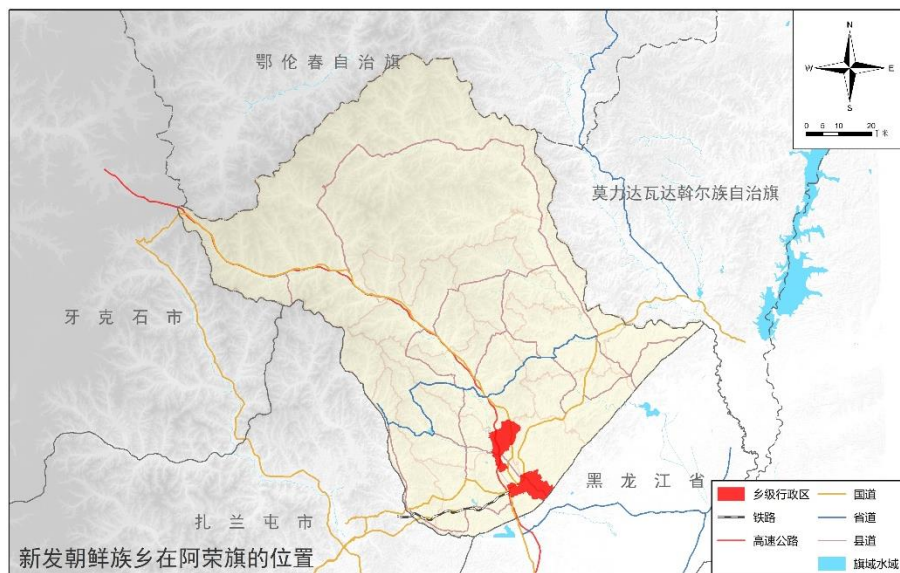 鄂伦春自治旗
N
W
E
S
0 6 10 20
千米
莫力达瓦达斡尔族自治旗
牙克石市
黑龙江省
扎兰屯市
新发朝鲜族乡在阿荣旗的位置
乡级行政区
国道
铁路
省道
高速公路
县道
旗域水域